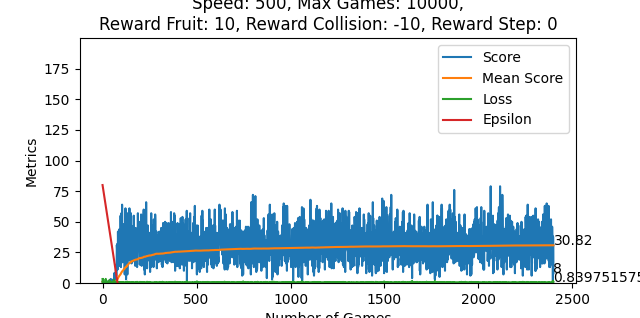 Speed: 500, Max Games: 10000,
Reward Fruit: 10, Reward Collision: -10, Reward Step: 0
Score
Mean Score
Loss
Epsilon
Metrics
175
150
125
100
75
50
25
0
30.82
8
0.839751575
0 500 1000 1500 2000 2500
Number of Games